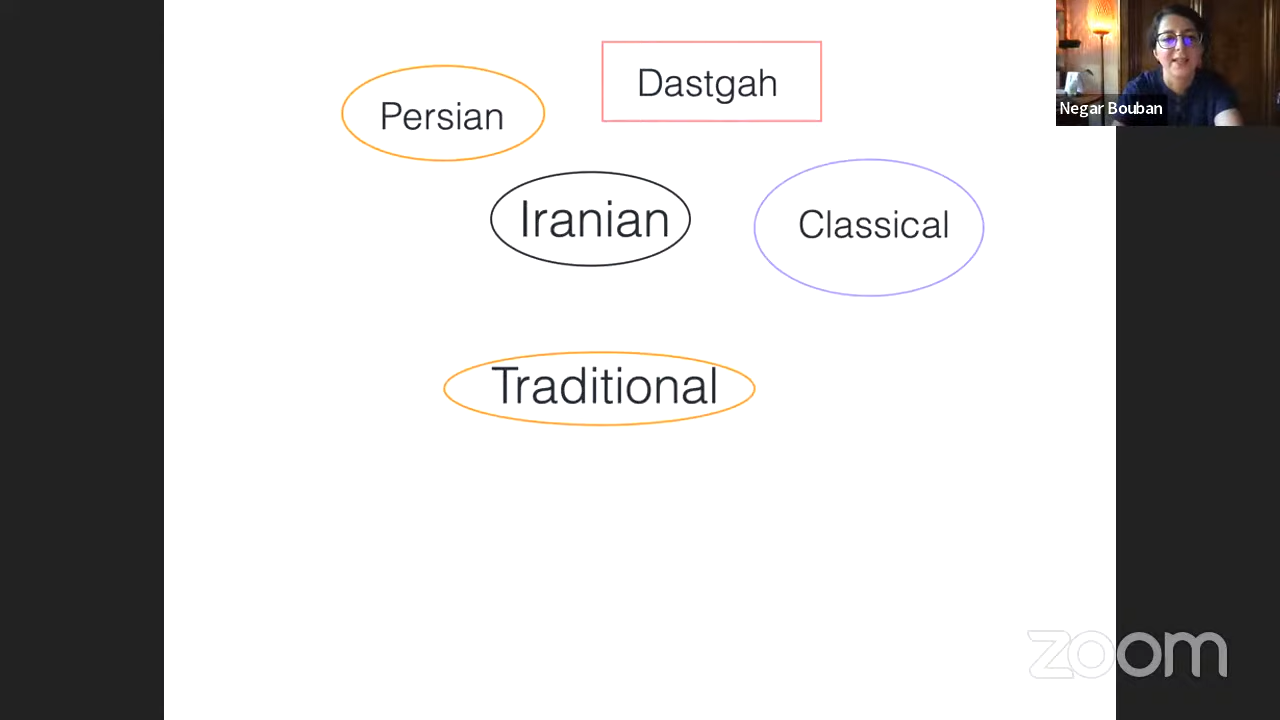 Dastgah
Persian
Iranian
Classical
Traditional
Negar Bouban
zoom